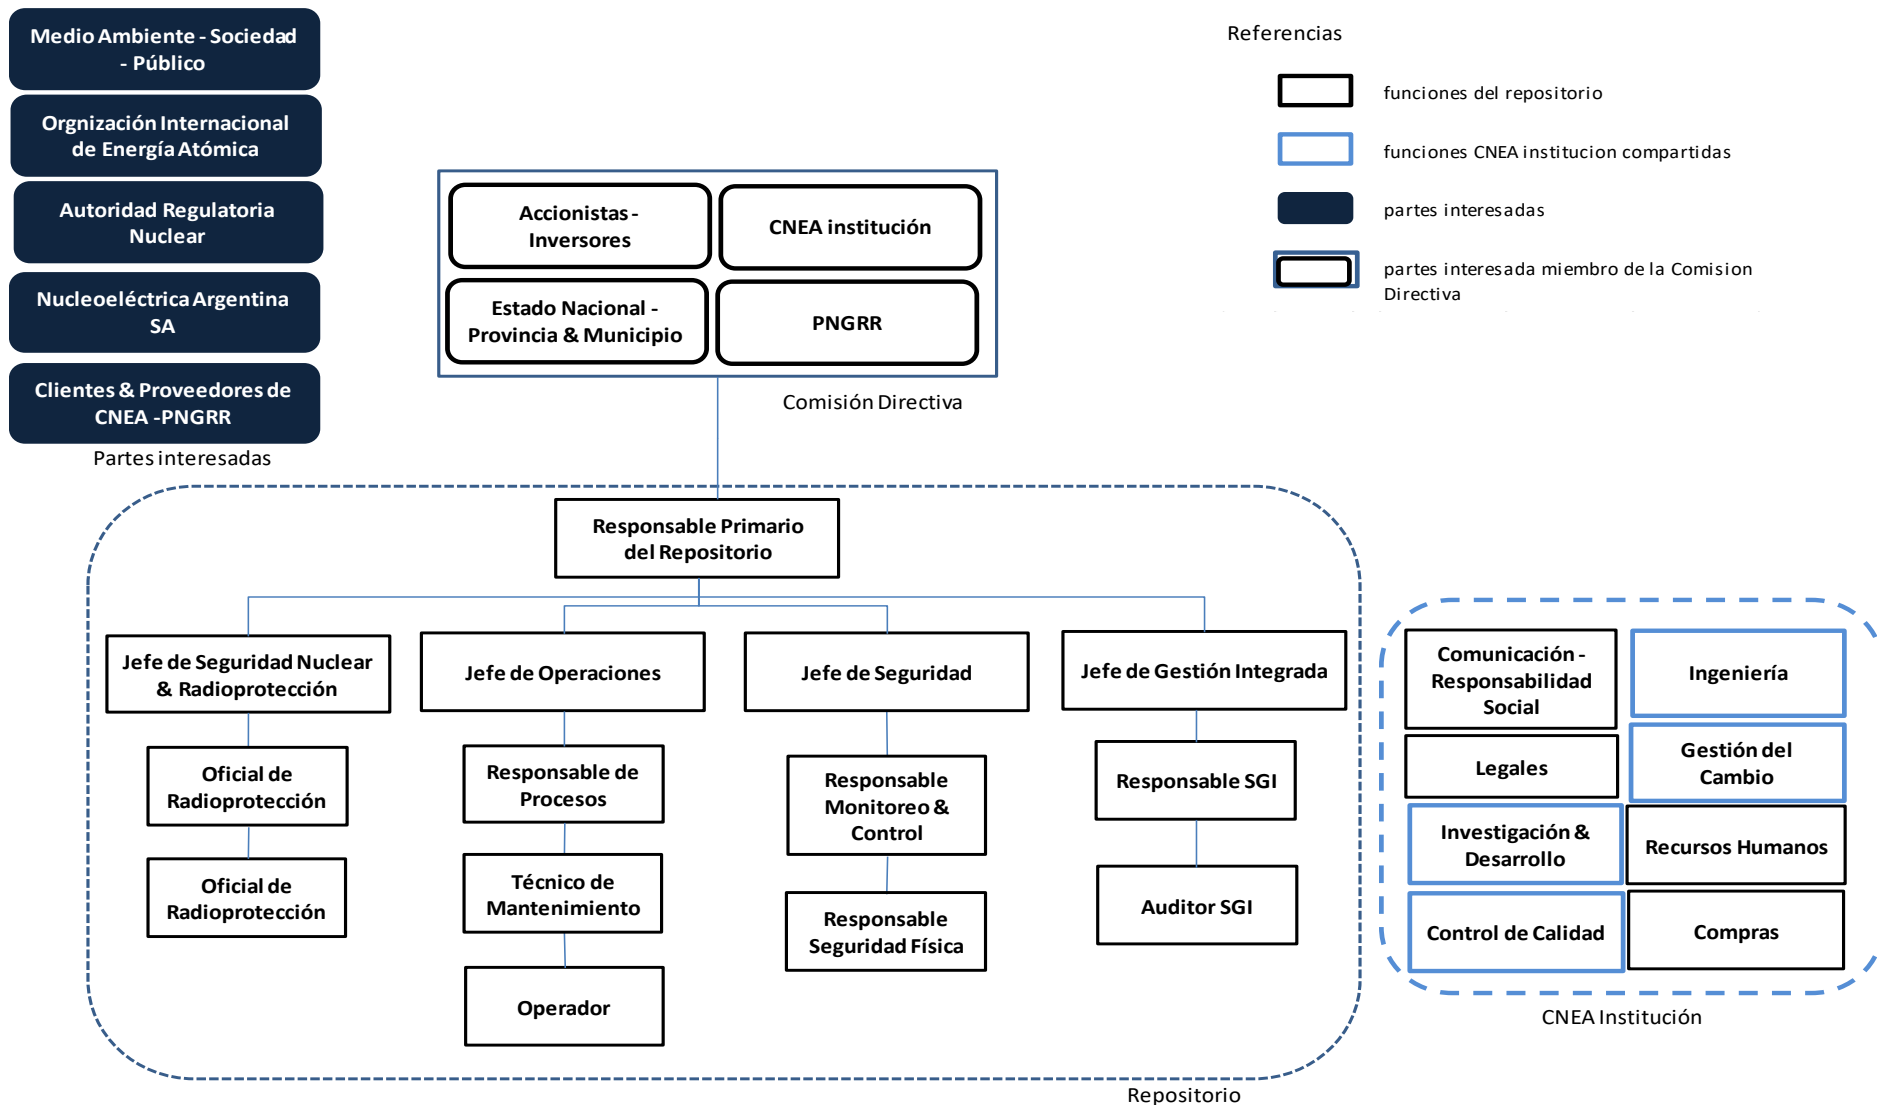 Medio Ambiente - Sociedad
- Público
Orgnización Internacional
de Energía Atómica
Autoridad Regulatoria
Nuclear
Nucleoeléctrica Argentina
SA
Clientes & Proveedores de
CNEA -PNGRR
Partes interesadas
Referencias
funciones del repositorio
funciones CNEA institucion compartidas
partes interesadas
partes interesada miembro de la Comision
Directiva
Accionistas -
Inversores
CNEA institución
Estado Nacional -
Provincia & Municipio
PNGRR
Comisión Directiva
Responsable Primario
del Repositorio
Jefe de Seguridad Nuclear
& Radioprotección
Jefe de Operaciones
Jefe de Seguridad
Jefe de Gestión Integrada
Oficial de
Radioprotección
Oficial de
Radioprotección
Responsable de
Procesos
Técnico de
Mantenimiento
Operador
Responsable
Monitoreo &
Control
Responsable
Seguridad Física
Responsable SGI
Auditor SGI
Repositorio
Comunicación -
Responsabilidad
Social
Ingeniería
Legales
Gestión del
Cambio
Investigación &
Desarrollo
Recursos Humanos
Control de Calidad
Compras
CNEA Institución